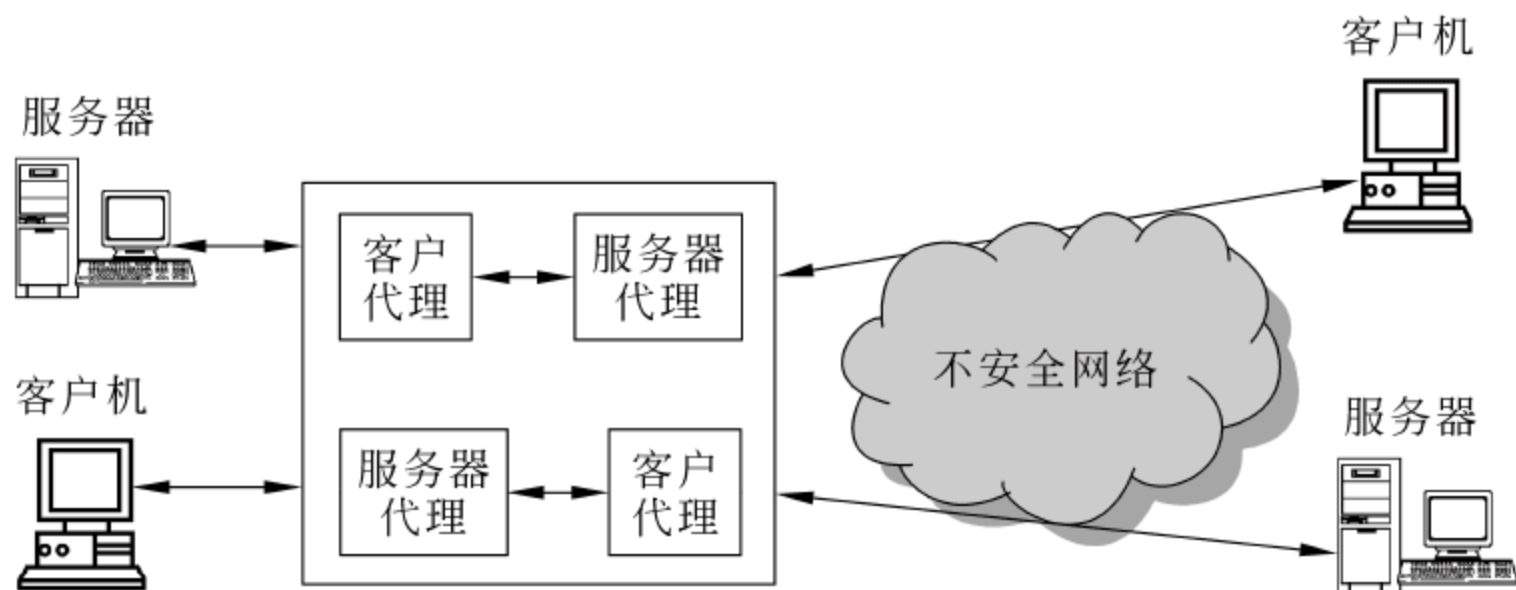 客户机
服务器
客户
代理
服务器
代理
不安全网络
客户机
服务器
服务器
代理
客户
代理